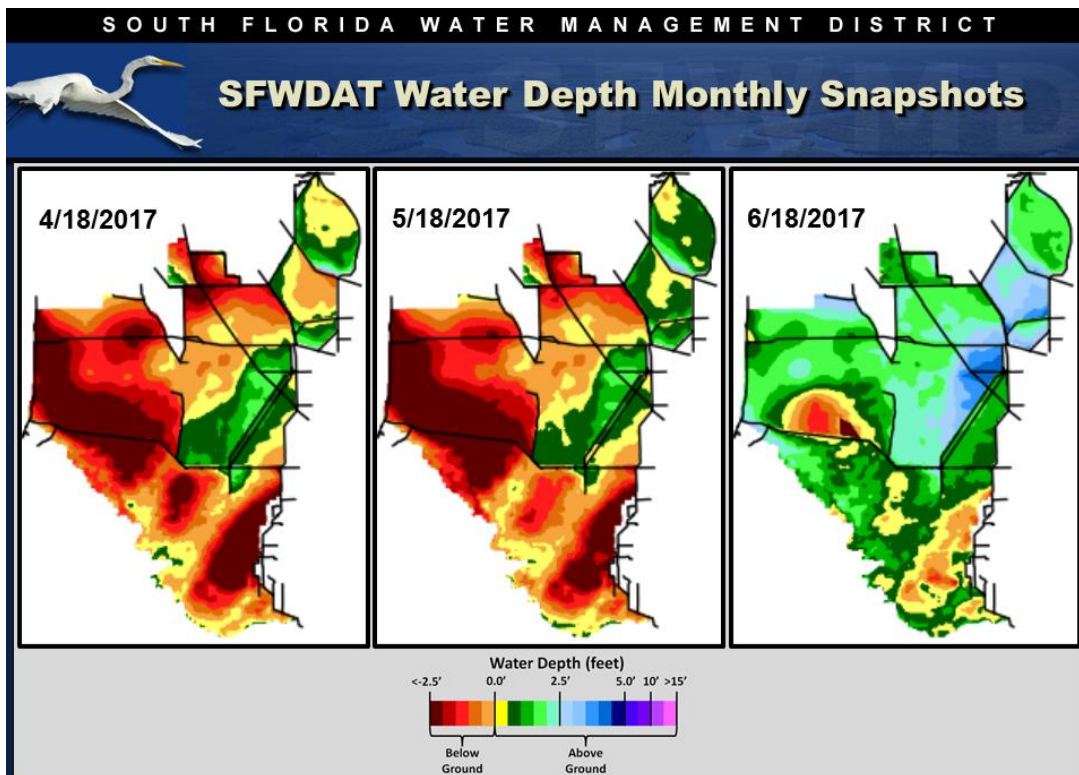 SOUTH FLORIDA WATER MANAGEMENT DISTRICT
SFWDAT Water Depth Monthly Snapshots
4/18/2017
5/18/2017
6/18/2017
Water Depth (feet)
<-2.5' 0.0' 2.5' 5.0' 10' >15'
Below Above
Ground Ground